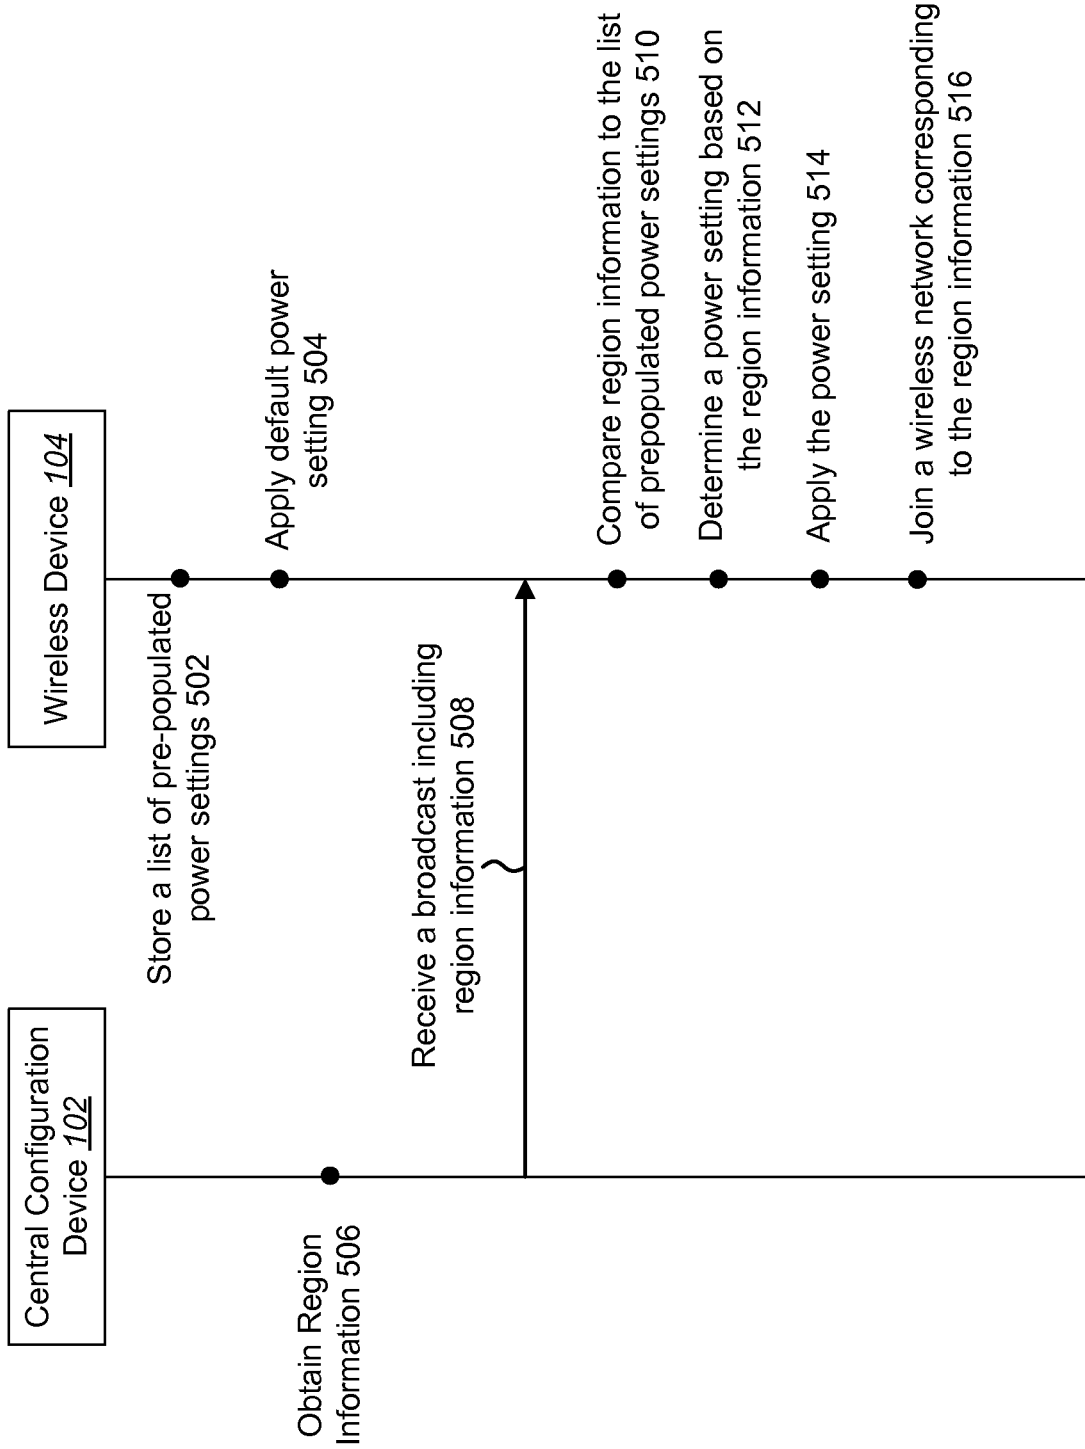 Central Configuration
Device 102
Wireless Device 104
Store a list of pre-populated
power settings 502
Apply default power
setting 504
Obtain Region
Information 506
Receive a broadcast including
region information 508
Compare region information to the list
of prepopulated power settings 510
Determine a power setting based on
the region information 512
Apply the power setting 514
Join a wireless network corresponding
to the region information 516